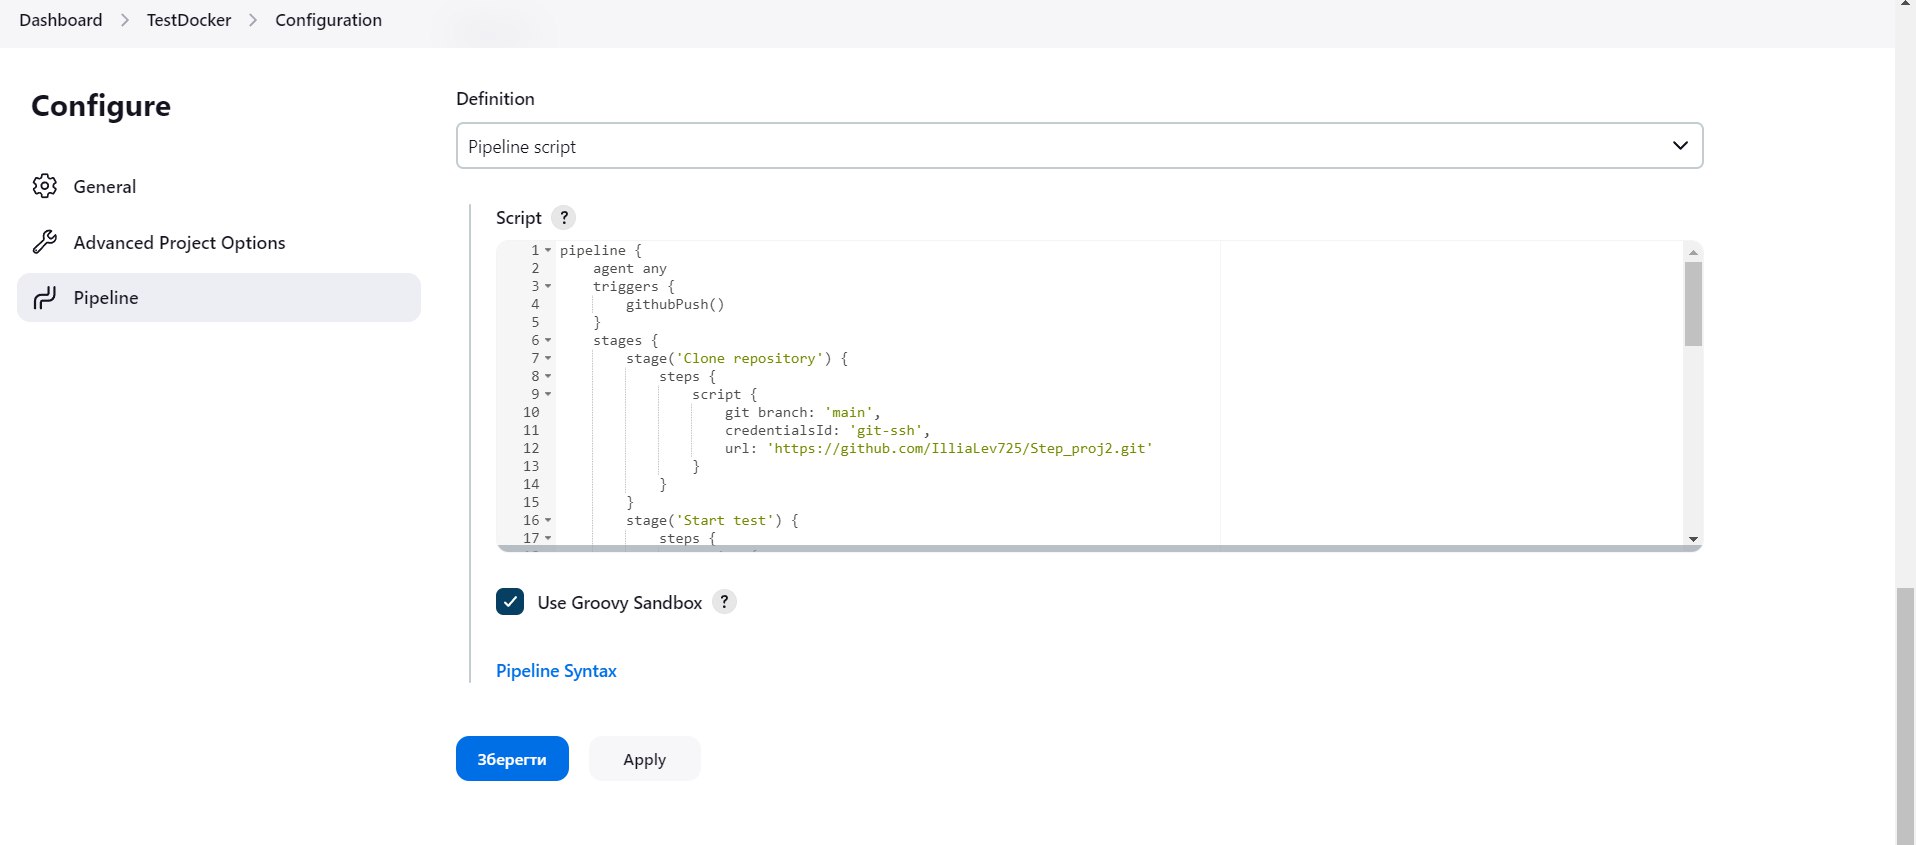 Dashboard > TestDocker > Configuration
Configure
General
Advanced Project Options
Pipeline
Definition
Pipeline script
Script ?
1 pipeline {
2     agent any
3     triggers {
4         githubPush()
5     }
6     stages {
7         stage('Clone repository') {
8             steps {
9                 script {
10                     git branch: 'main',
11                     credentialsId: 'git-ssh',
12                     url: 'https://github.com/IlliaLev725/Step_proj2.git'
13                 }
14             }
15         }
16         stage('Start test') {
17             steps {
Use Groovy Sandbox ?
Pipeline Syntax
Зберегти Apply